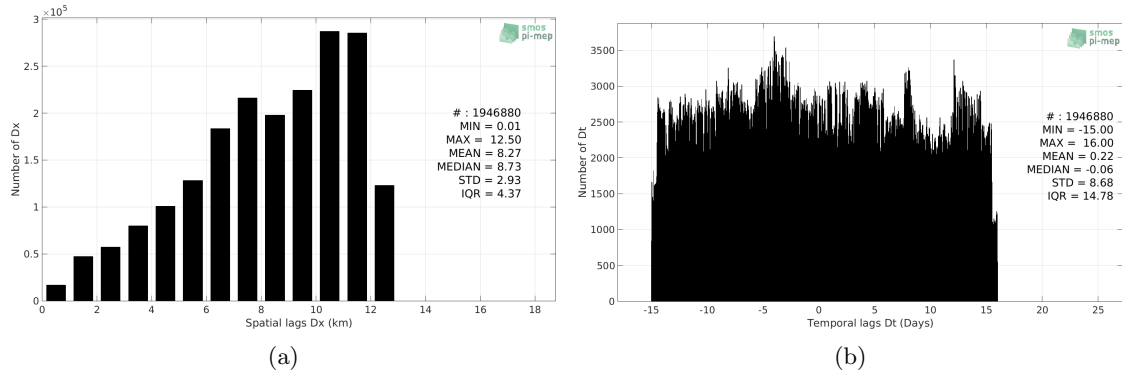 3 ×10⁵
2.5
2
1.5
1
0.5
0
Number of Dx
0 2 4 6 8 10 12 14 16 18
Spatial lags Dx (km)
smos
pi-mep
# : 1946880
MIN = 0.01
MAX = 12.50
MEAN = 8.27
MEDIAN = 8.73
STD = 2.93
IQR = 4.37
(a)
3500
3000
2500
2000
1500
1000
500
0
Number of Dt
-15 -10 -5 0 5 10 15 20 25
Temporal lags Dt (Days)
smos
pi-mep
# : 1946880
MIN = -15.00
MAX = 16.00
MEAN = 0.22
MEDIAN = -0.06
STD = 8.68
IQR = 14.78
(b)